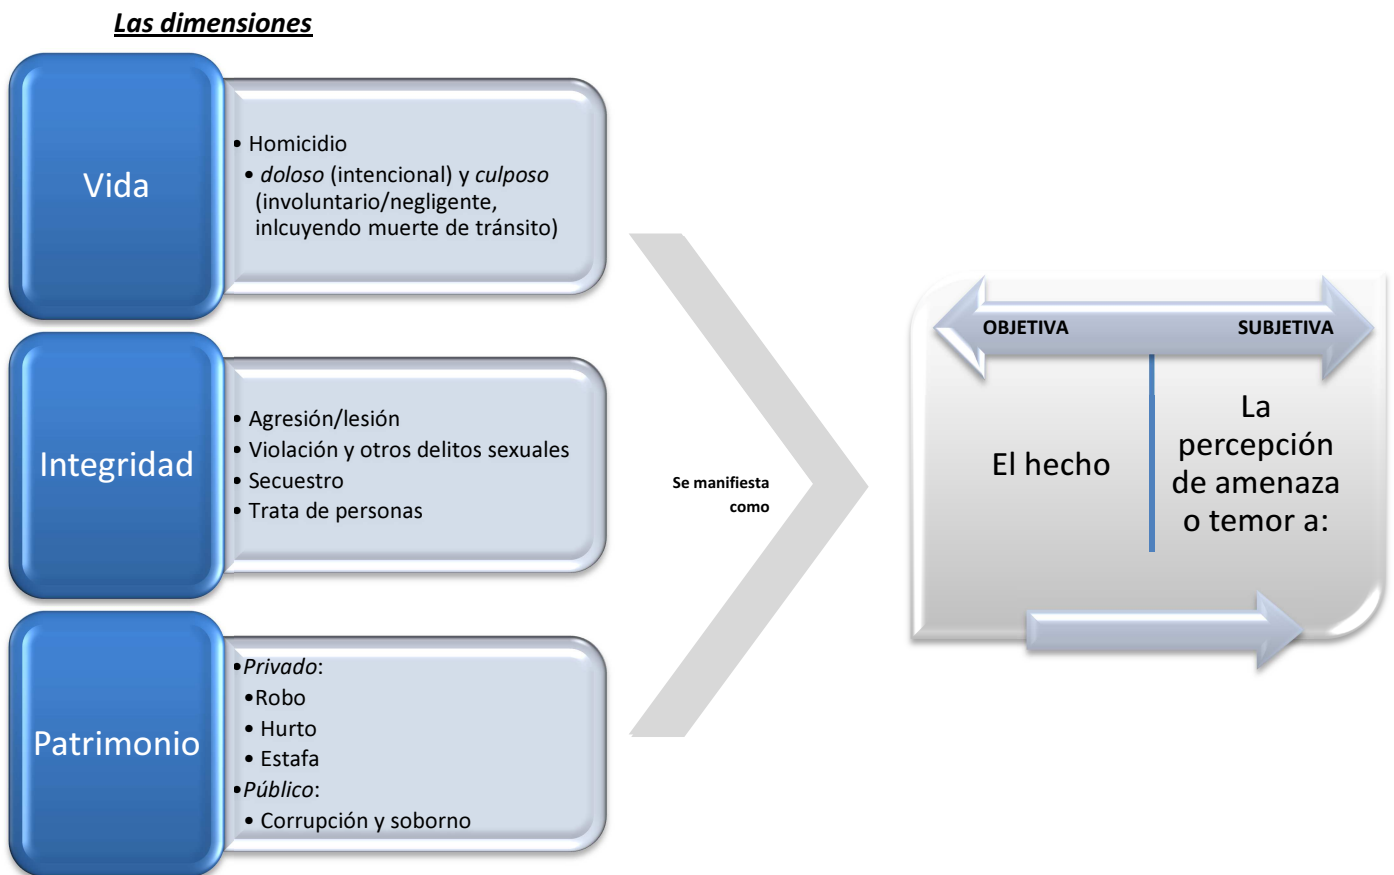 Las dimensiones
Vida
• Homicidio
• doloso (intencional) y culposo
(involuntario/negligente,
inlcuyendo muerte de tránsito)
Integridad
• Agresión/lesión
• Violación y otros delitos sexuales
• Secuestro
• Trata de personas
Patrimonio
•Privado:
•Robo
• Hurto
• Estafa
•Público:
• Corrupción y soborno
Se manifiesta
como
OBJETIVA
SUBJETIVA
El hecho
La
percepción
de amenaza
o temor a: